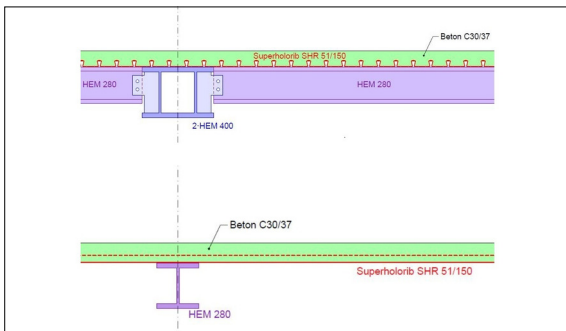 Beton C30/37
Superholorib SHR 51/150
HEM 280
HEM 280
2·HEM 400
Beton C30/37
Superholorib SHR 51/150
HEM 280